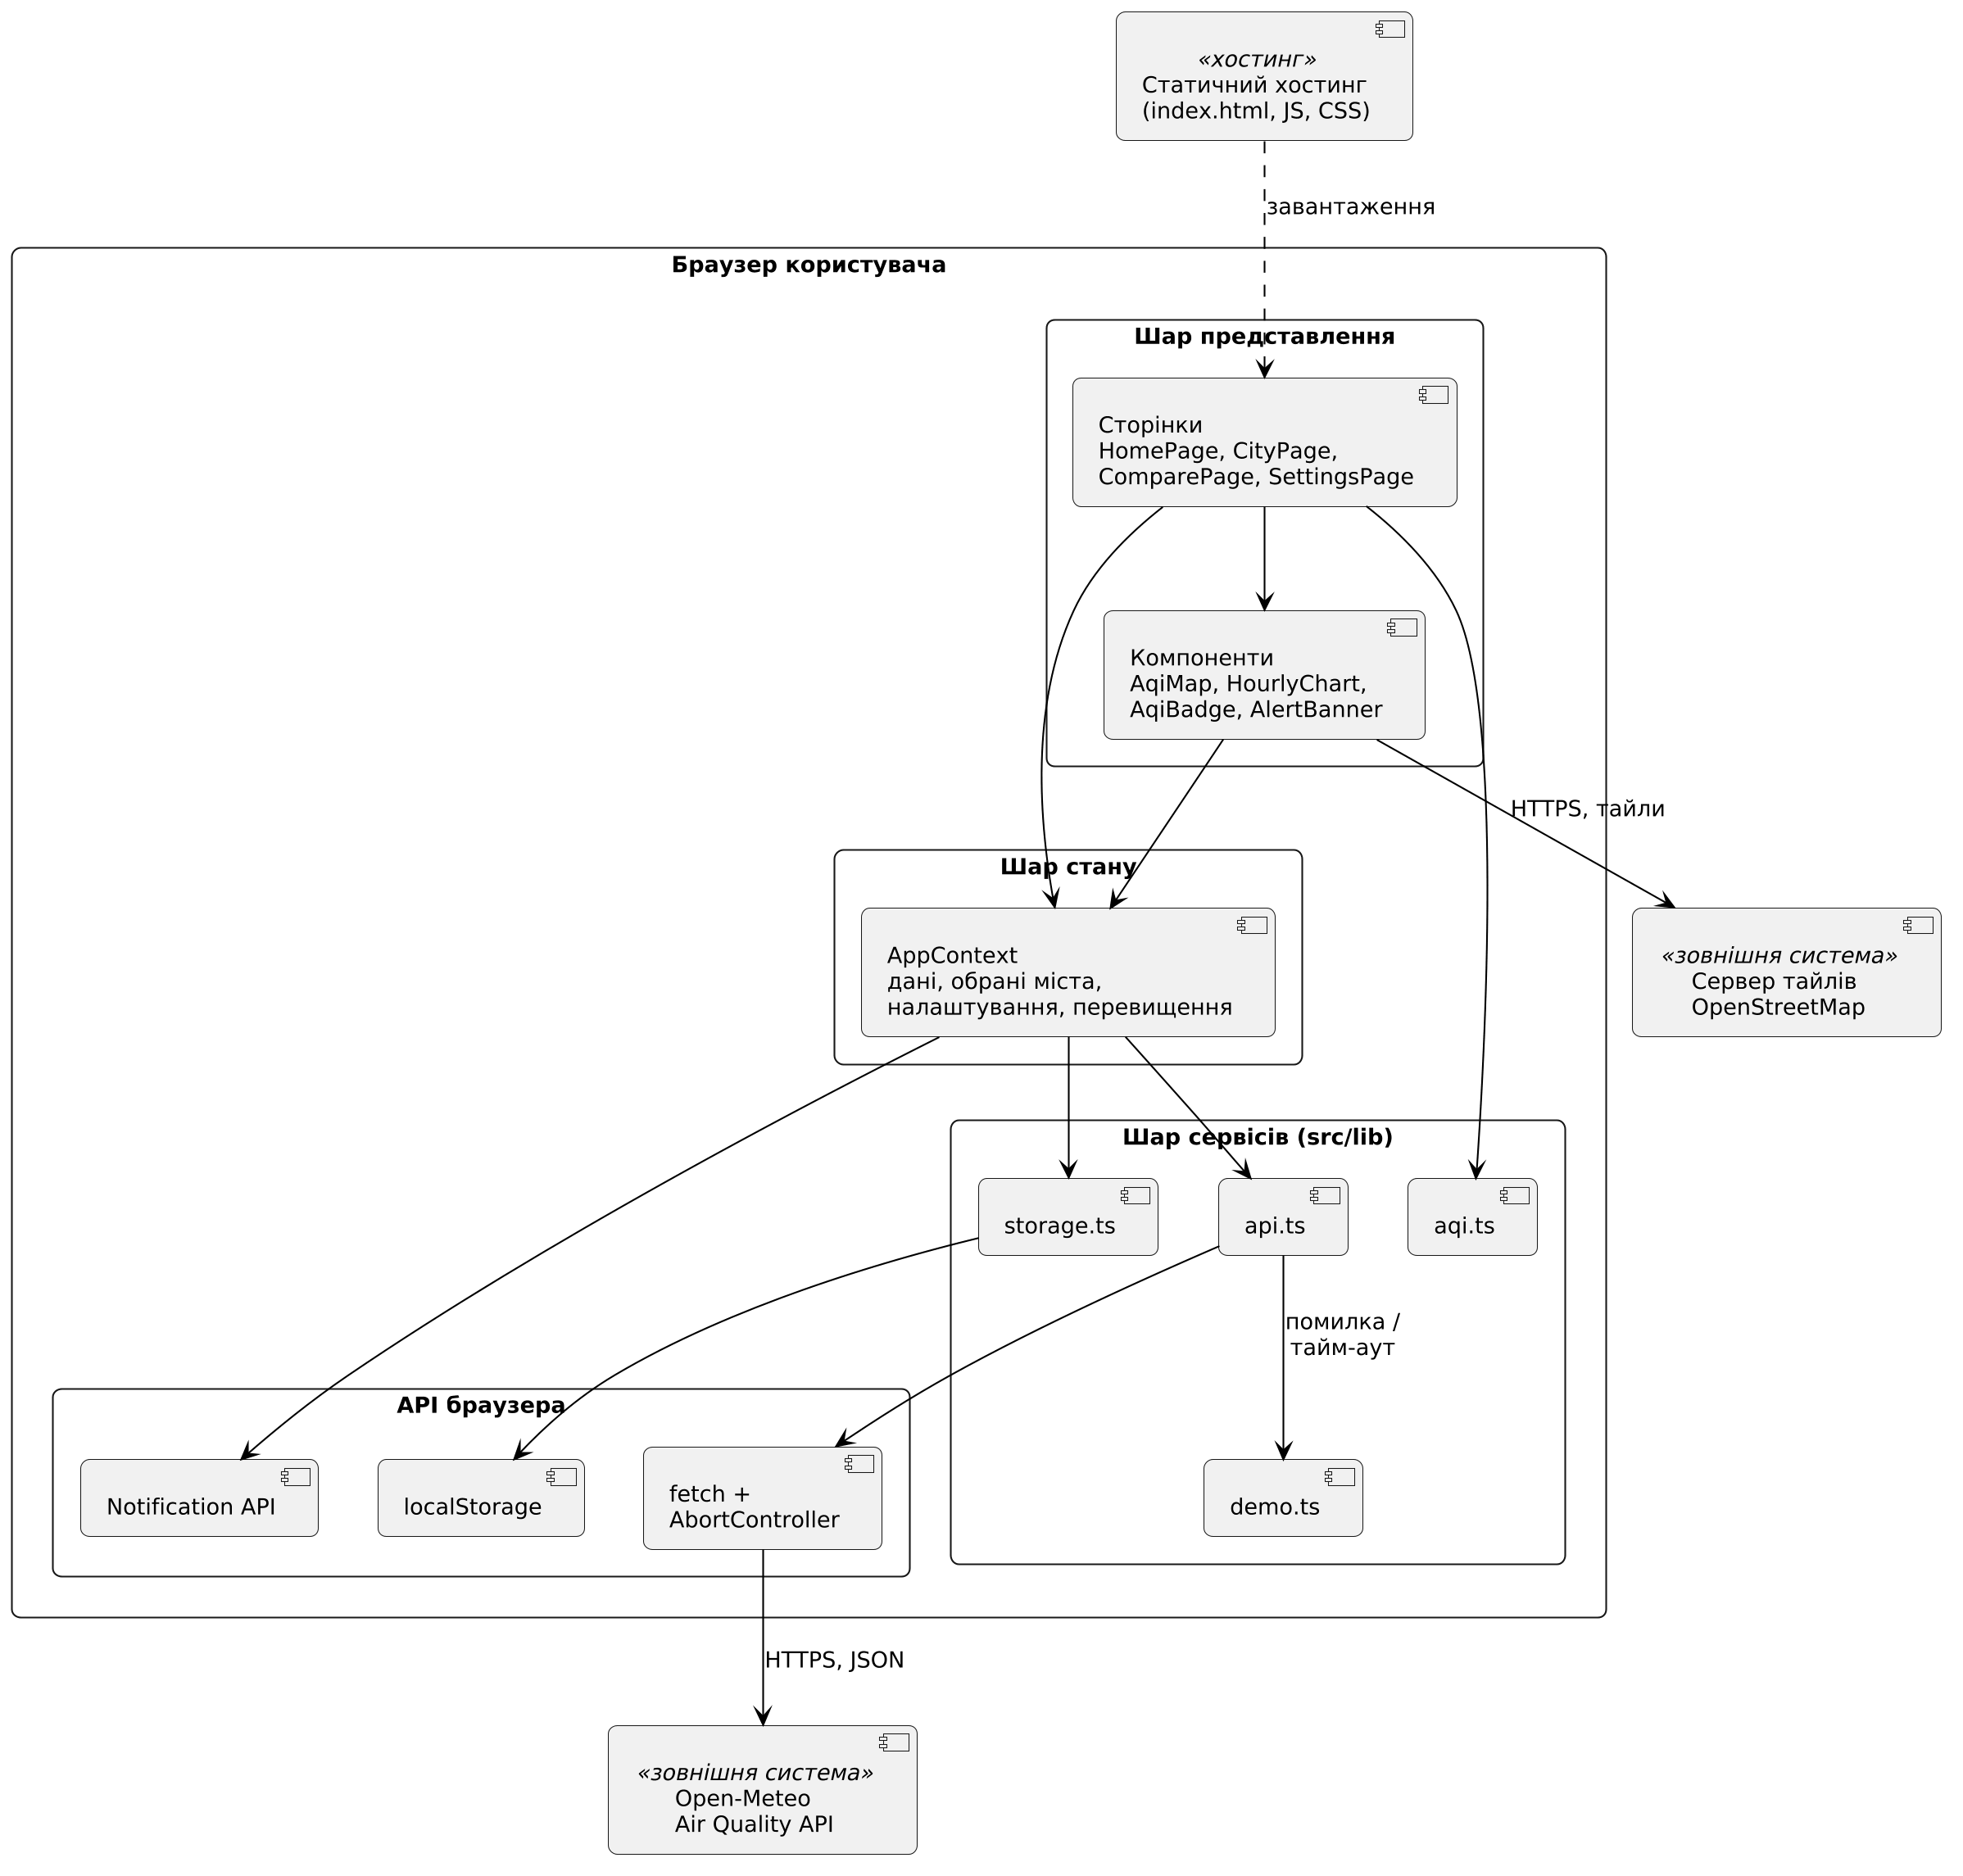 «хостинг»
Статичний хостинг
(index.html, JS, CSS)
завантаження
Браузер користувача
Шар представлення
Сторінки
HomePage, CityPage,
ComparePage, SettingsPage
Компоненти
AqiMap, HourlyChart,
AqiBadge, AlertBanner
HTTPS, тайли
Шар стану
AppContext
дані, обрані міста,
налаштування, перевищення
«зовнішня система»
Сервер тайлів
OpenStreetMap
Шар сервісів (src/lib)
storage.ts
api.ts
aqi.ts
помилка /
тайм-аут
API браузера
Notification API
localStorage
fetch +
AbortController
demo.ts
HTTPS, JSON
«зовнішня система»
Open-Meteo
Air Quality API